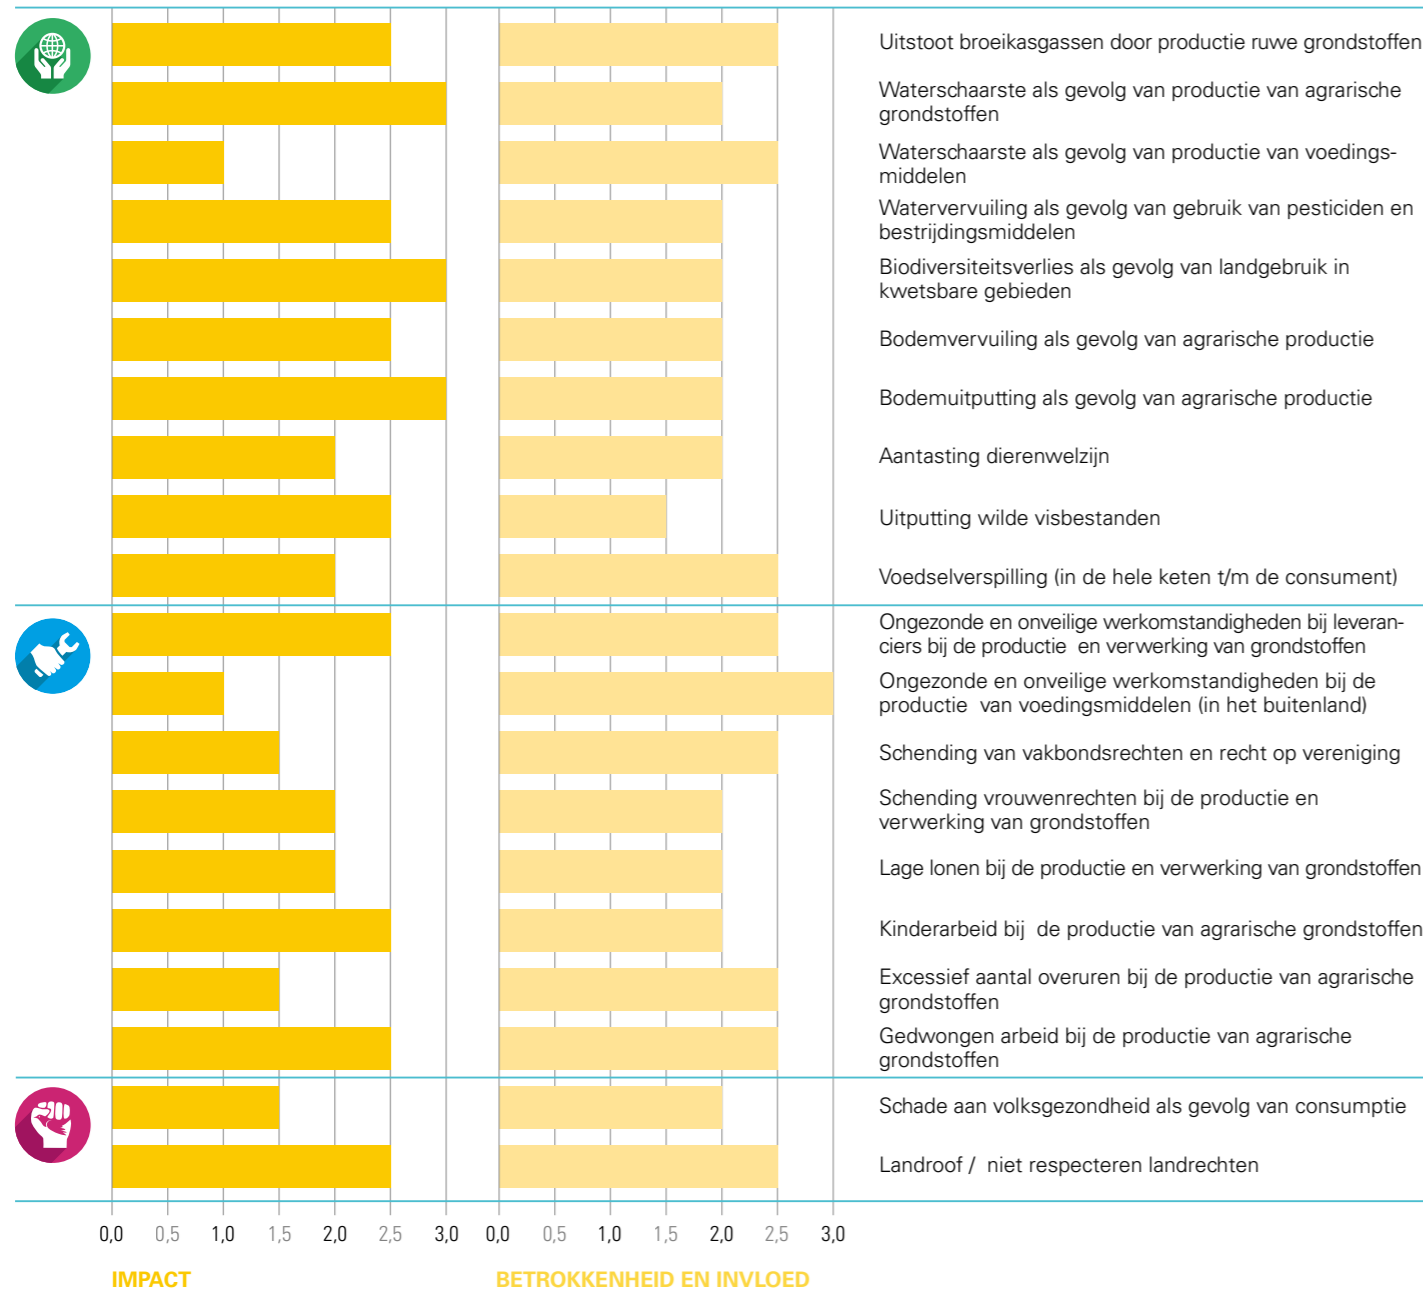 Uitstoot broeikasgassen door productie ruwe grondstoffen
Waterschaarste als gevolg van productie van agrarische
grondstoffen
Waterschaarste als gevolg van productie van voedings-
middelen
Watervervuiling als gevolg van gebruik van pesticiden en
bestrijdingsmiddelen
Biodiversiteitsverlies als gevolg van landgebruik in
kwetsbare gebieden
Bodemvervuiling als gevolg van agrarische productie
Bodemuitputting als gevolg van agrarische productie
Aantasting dierenwelzijn
Uitputting wilde visbestanden
Voedselverspilling (in de hele keten t/m de consument)
Ongezonde en onveilige werkomstandigheden bij leveran-
ciers bij de productie en verwerking van grondstoffen
Ongezonde en onveilige werkomstandigheden bij de
productie van voedingsmiddelen (in het buitenland)
Schending van vakbondsrechten en recht op vereniging
Schending vrouwenrechten bij de productie en
verwerking van grondstoffen
Lage lonen bij de productie en verwerking van grondstoffen
Kinderarbeid bij de productie van agrarische grondstoffen
Excessief aantal overuren bij de productie van agrarische
grondstoffen
Gedwongen arbeid bij de productie van agrarische
grondstoffen
Schade aan volksgezondheid als gevolg van consumptie
Landroof / niet respecteren landrechten
0,0 0,5 1,0 1,5 2,0 2,5 3,0 0,0 0,5 1,0 1,5 2,0 2,5 3,0
IMPACT BETROKKENHEID EN INVLOED